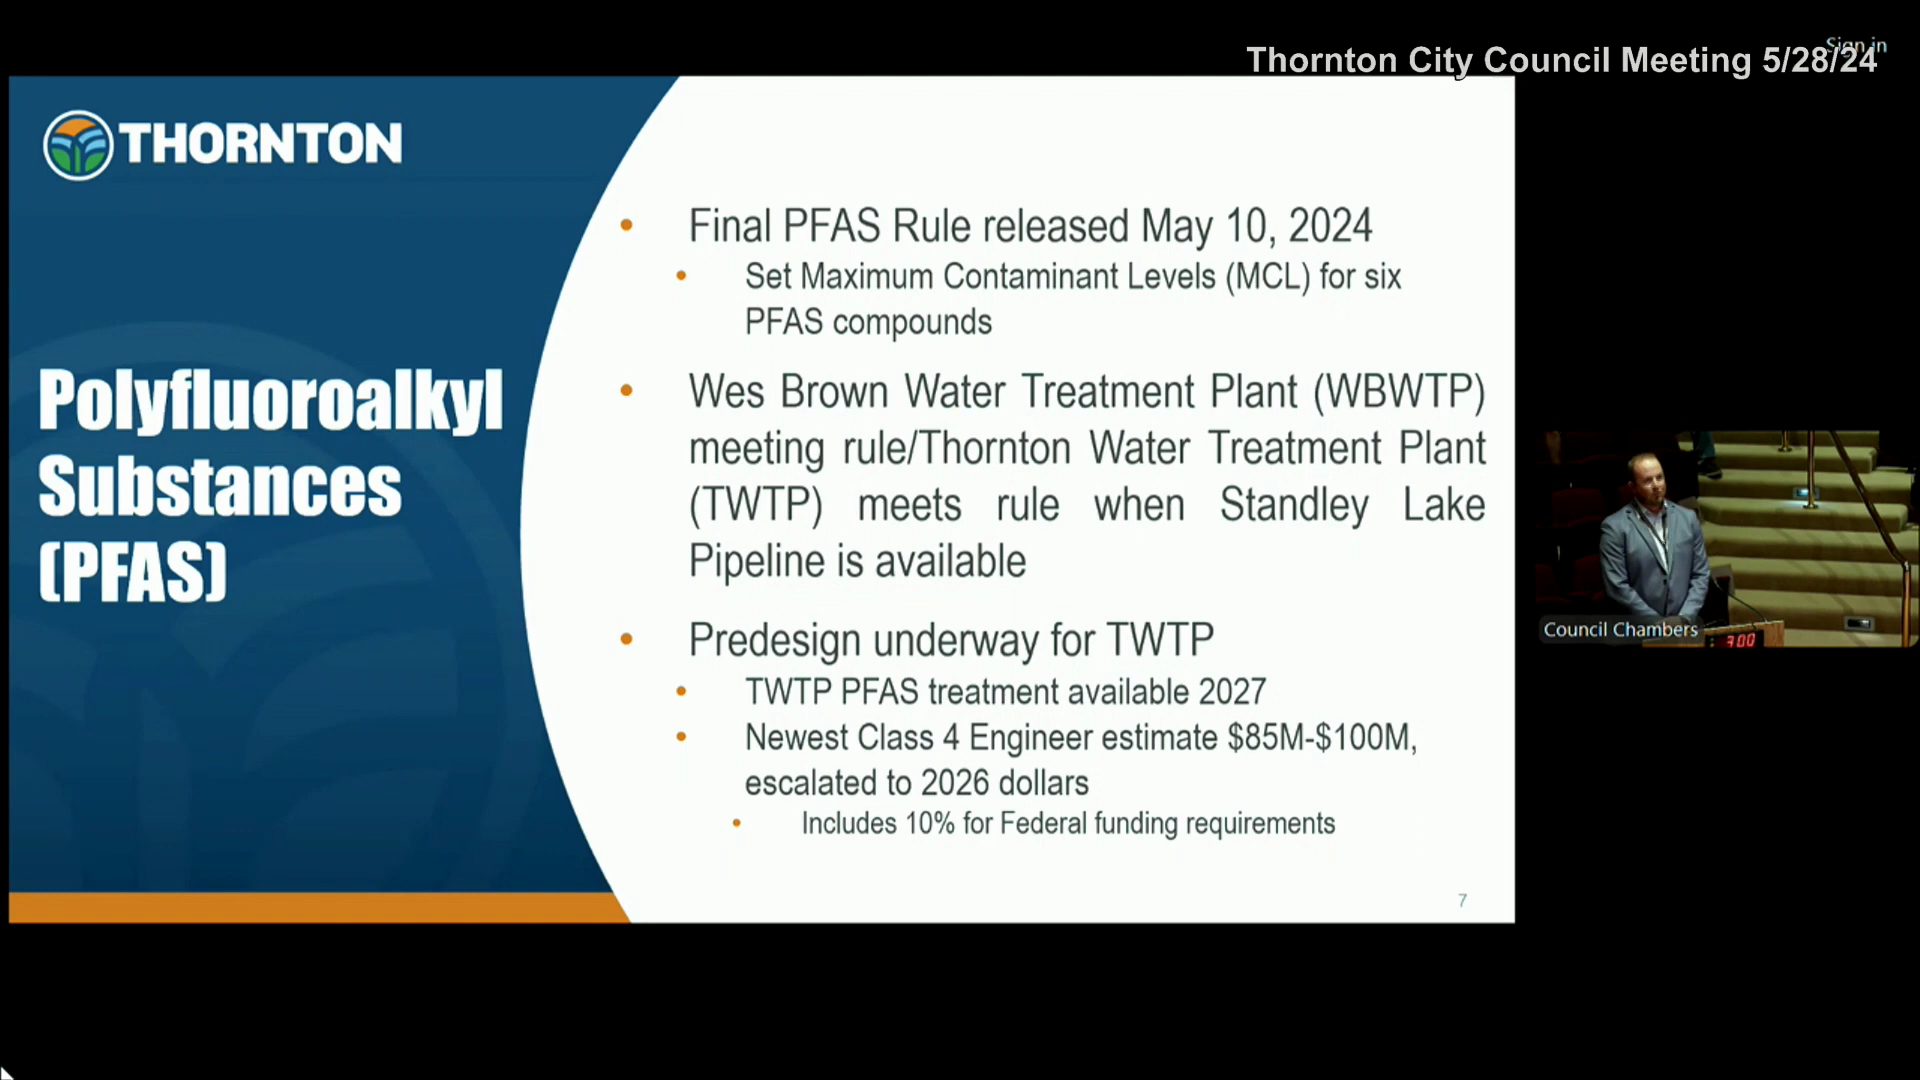 Sign in
Thornton City Council Meeting 5/28/24
THORNTON
Polyfluoroalkyl
Substances
(PFAS)
• Final PFAS Rule released May 10, 2024
• Set Maximum Contaminant Levels (MCL) for six
PFAS compounds
• Wes Brown Water Treatment Plant (WBWTP)
meeting rule/Thornton Water Treatment Plant
(TWTP) meets rule when Standley Lake
Pipeline is available
• Predesign underway for TWTP
• TWTP PFAS treatment available 2027
• Newest Class 4 Engineer estimate $85M-$100M,
escalated to 2026 dollars
• Includes 10% for Federal funding requirements
7
Council Chambers
3:00